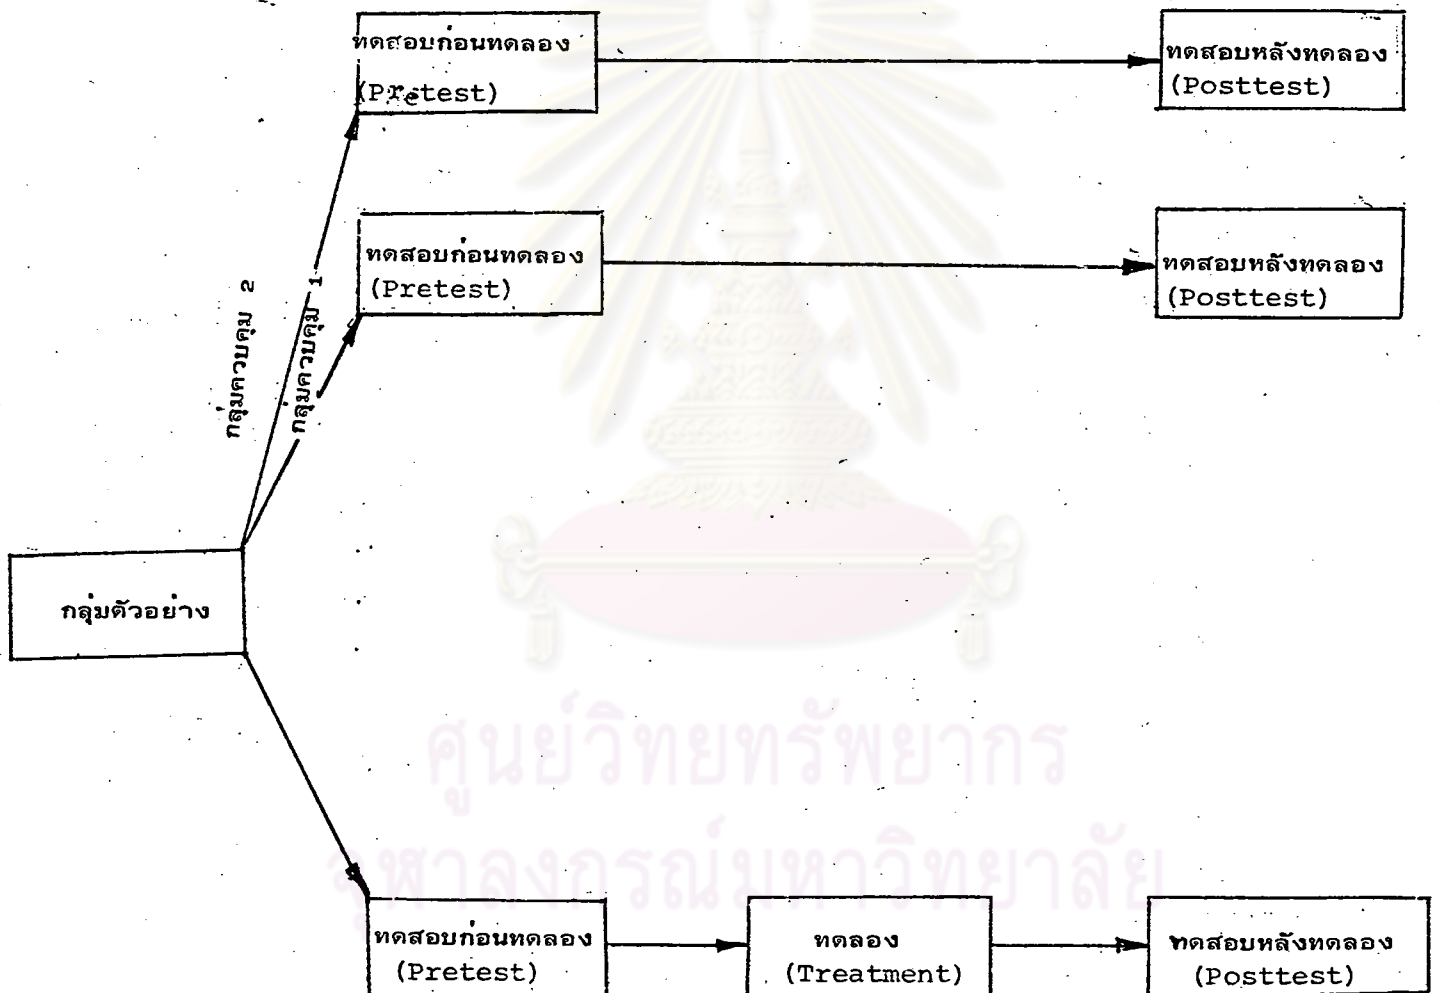 ทดสอบก่อนทดลอง
(Pretest)
ทดสอบหลังทดลอง
(Posttest)
ทดสอบก่อนทดลอง
(Pretest)
ทดสอบหลังทดลอง
(Posttest)
กลุ่มควบคุม 2
กลุ่มควบคุม 1
กลุ่มตัวอย่าง
ศูนย์วิทยทรัพยากร
จุฬาลงกรณ์มหาวิทยาลัย
ทดสอบก่อนทดลอง
(Pretest)
ทดลอง
(Treatment)
ทดสอบหลังทดลอง
(Posttest)